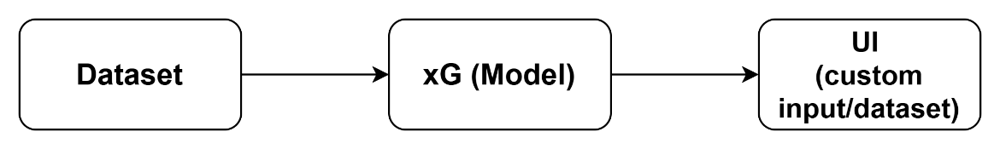 Dataset
xG (Model)
UI
(custom
input/dataset)